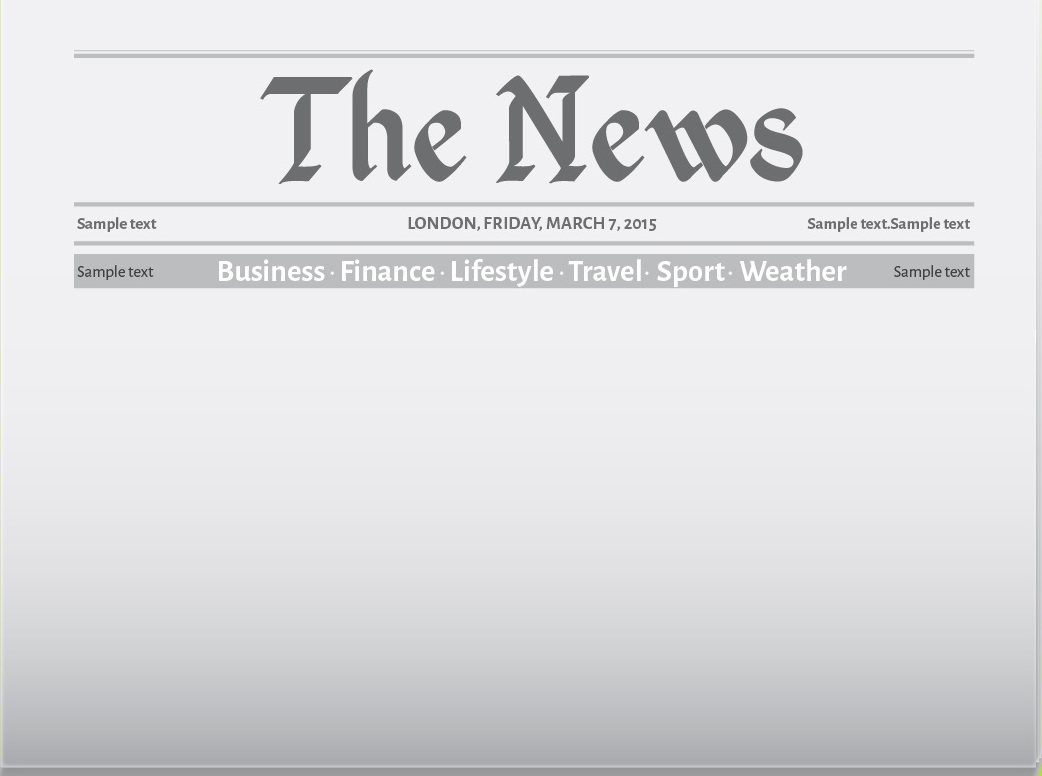 The News
Sample text LONDON, FRIDAY, MARCH 7, 2015 Sample text.Sample text
Sample text Business · Finance · Lifestyle · Travel · Sport · Weather Sample text